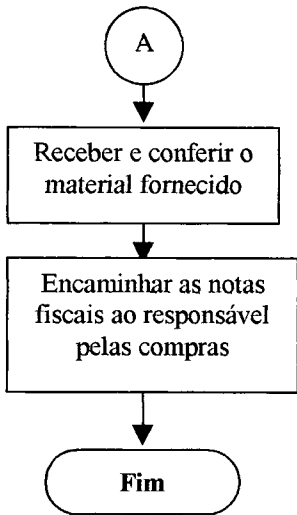 A
Receber e conferir o
material fornecido
Encaminhar as notas
fiscais ao responsável
pelas compras
Fim